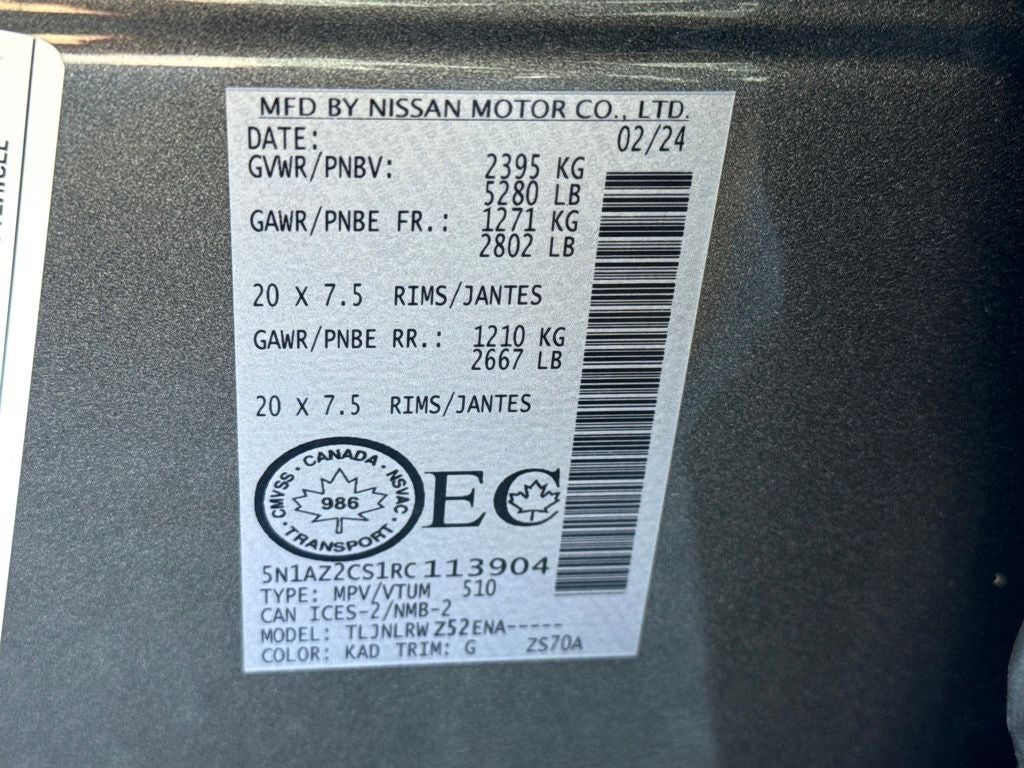 MFD BY NISSAN MOTOR CO., LTD.
DATE: 02/24
GVWR/PNBV: 2395 KG
5280 LB
GAWR/PNBE FR.: 1271 KG
2802 LB
20 X 7.5 RIMS/JANTES
GAWR/PNBE RR.: 1210 KG
2667 LB
20 X 7.5 RIMS/JANTES
CMVSS · CANADA · NSVAC · TRANSPORT ·
986
EC
5N1AZ2CS1RC113904
TYPE: MPV/VTUM 510
CAN ICES-2/NMB-2
MODEL: TLJNLRW Z52ENA-----
COLOR: KAD TRIM: G ZS70A